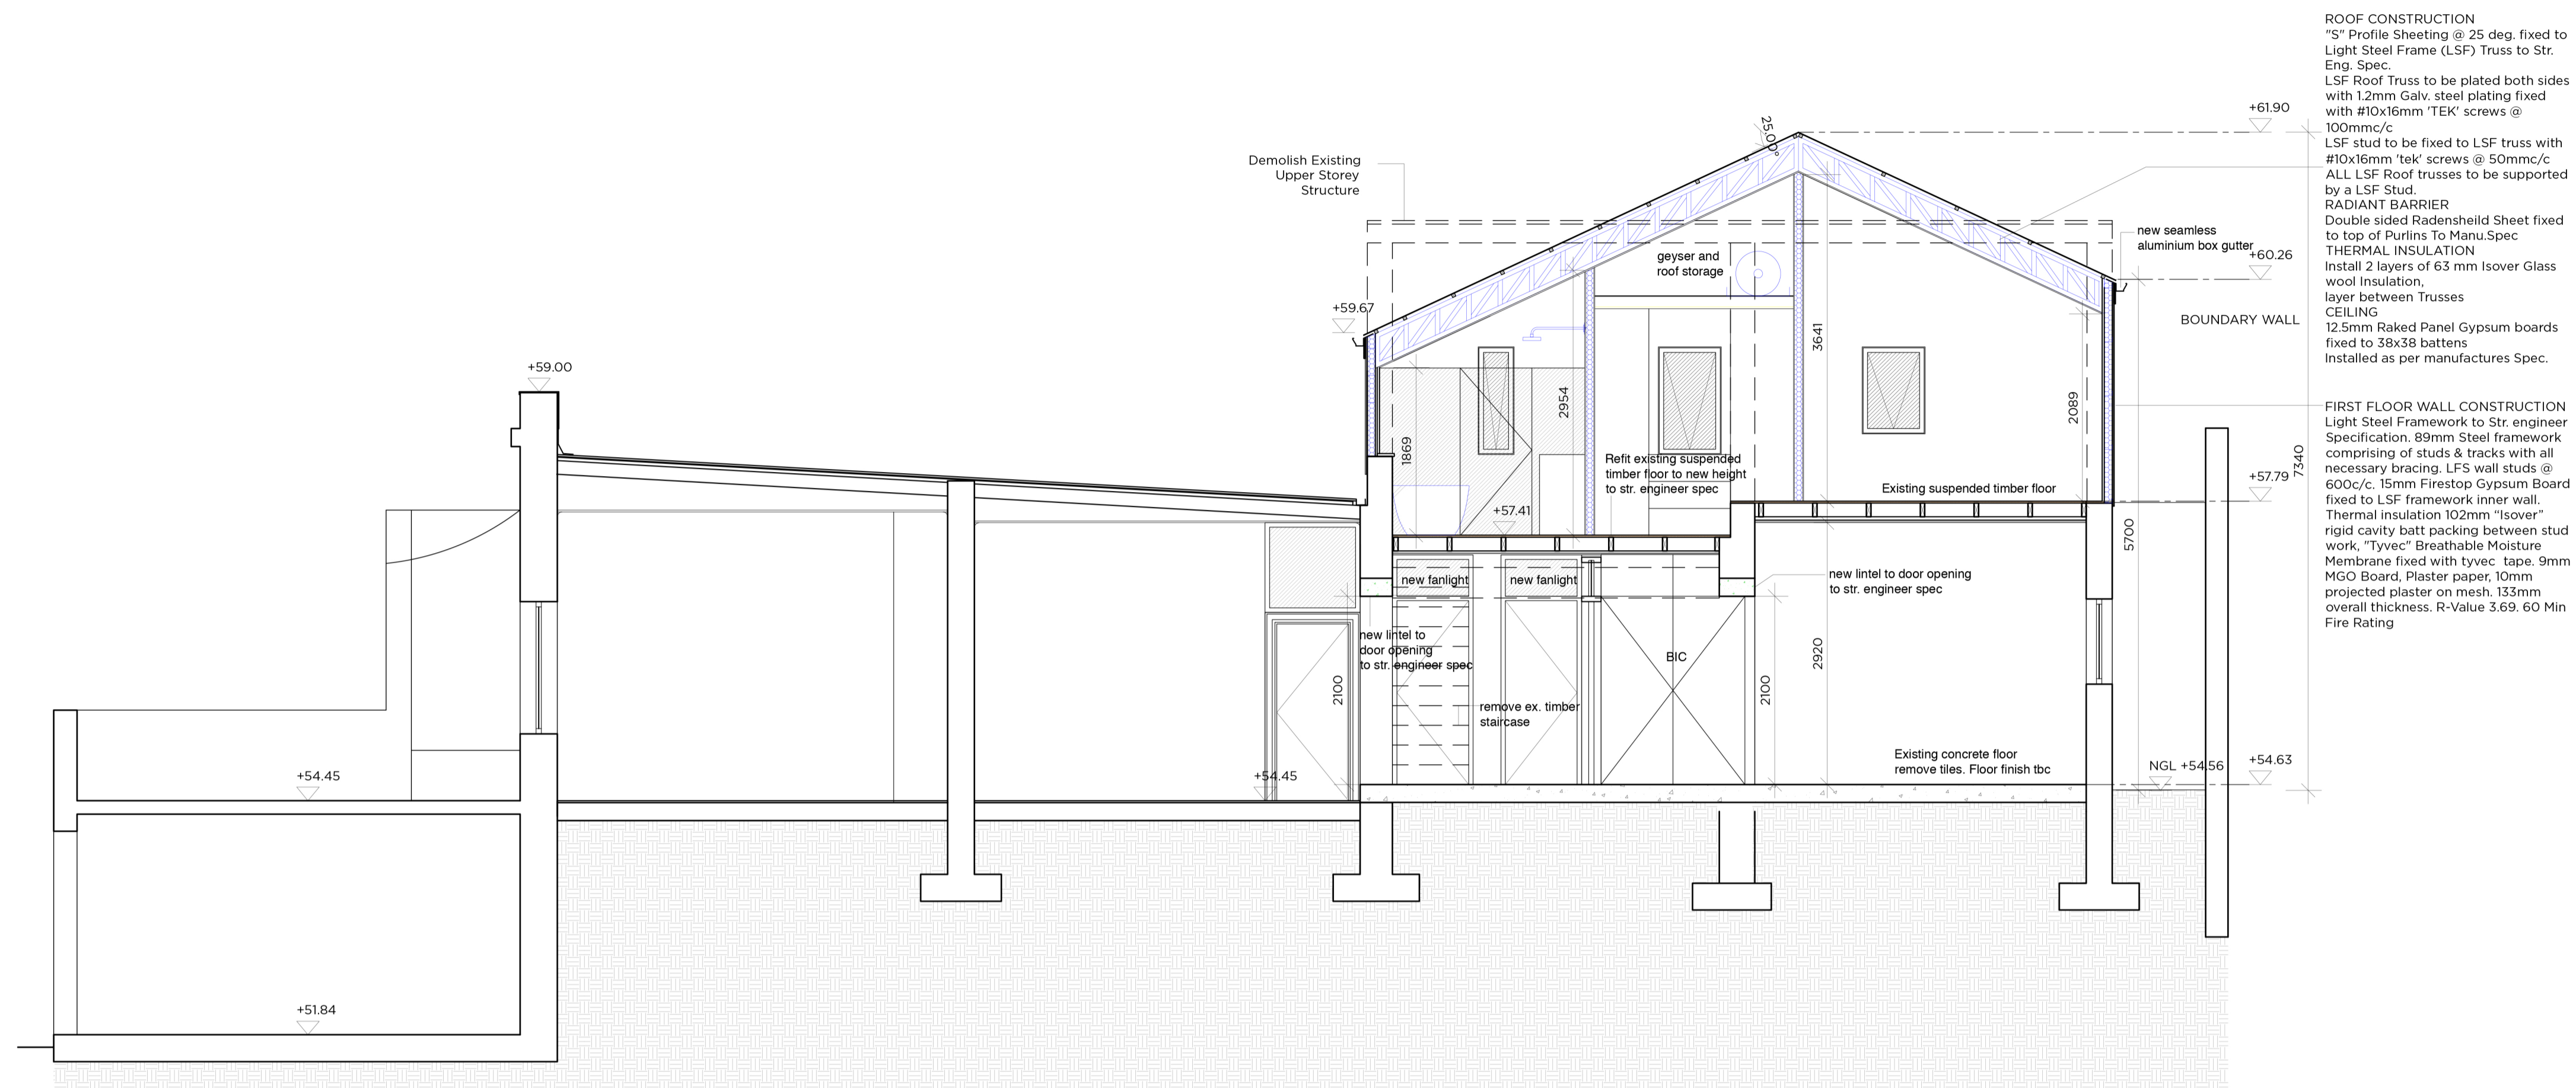 ROOF CONSTRUCTION
"S" Profile Sheeting @ 25 deg. fixed to
Light Steel Frame (LSF) Truss to Str.
Eng. Spec.
LSF Roof Truss to be plated both sides
with 1.2mm Galv. steel plating fixed
with #10x16mm 'TEK' screws @
100mmc/c
LSF stud to be fixed to LSF truss with
#10x16mm 'tek' screws @ 50mmc/c
ALL LSF Roof trusses to be supported
by a LSF Stud.
RADIANT BARRIER
Double sided Radensheild Sheet fixed
to top of Purlins To Manu.Spec
THERMAL INSULATION
Install 2 layers of 63 mm Isover Glass
wool Insulation,
layer between Trusses
CEILING
12.5mm Raked Panel Gypsum boards
fixed to 38x38 battens
Installed as per manufactures Spec.
FIRST FLOOR WALL CONSTRUCTION
Light Steel Framework to Str. engineer
Specification. 89mm Steel framework
comprising of studs & tracks with all
necessary bracing. LFS wall studs @
600c/c. 15mm Firestop Gypsum Board
fixed to LSF framework inner wall.
Thermal insulation 102mm “Isover”
rigid cavity batt packing between stud
work, "Tyvec" Breathable Moisture
Membrane fixed with tyvec tape. 9mm
MGO Board, Plaster paper, 10mm
projected plaster on mesh. 133mm
overall thickness. R-Value 3.69. 60 Min
Fire Rating
+61.90
25.00°
Demolish Existing
Upper Storey
Structure
new seamless
aluminium box gutter
+60.26
geyser and
roof storage
+59.67
BOUNDARY WALL
3641
+59.00
2954
2089
1869
7340
Refit existing suspended
timber floor to new height
to str. engineer spec
+57.79
Existing suspended timber floor
+57.41
5700
new fanlight
new fanlight
new lintel to door opening
to str. engineer spec
new lintel to
door opening
to str. engineer spec
BIC
2920
2100
2100
remove ex. timber
staircase
Existing concrete floor
remove tiles. Floor finish tbc
NGL +54.56
+54.63
+54.45
+54.45
+51.84